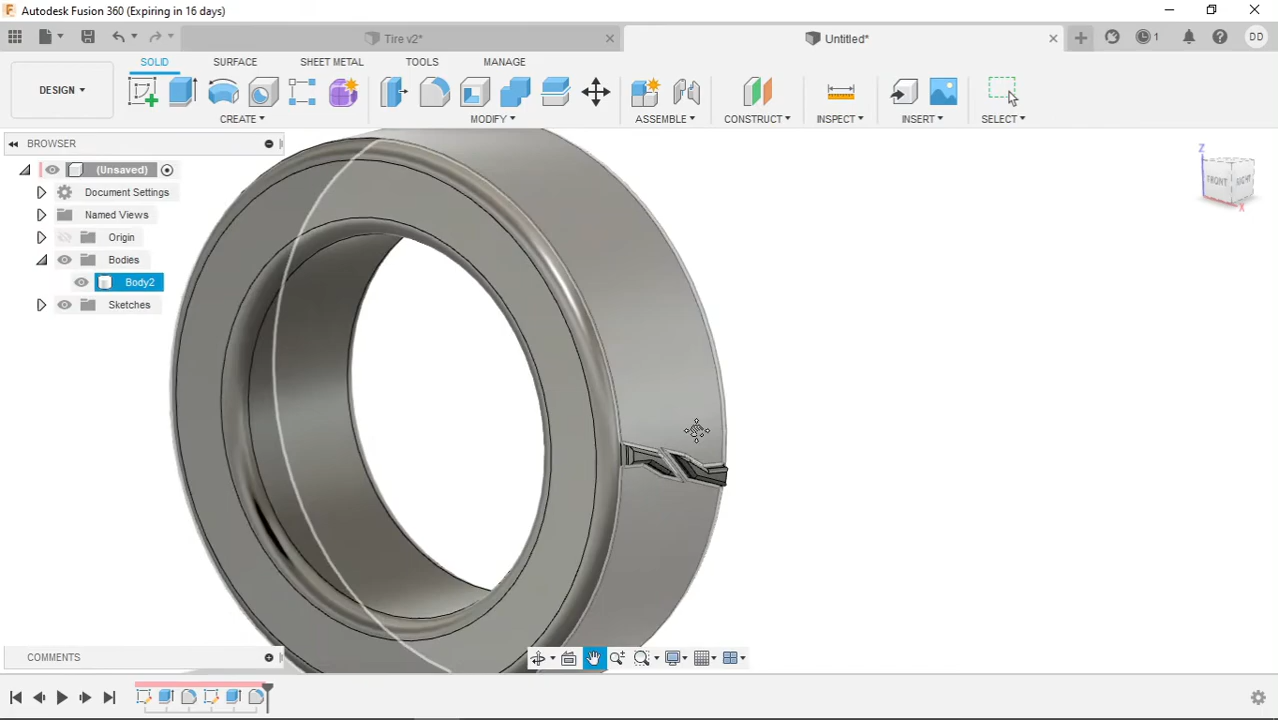 Autodesk Fusion 360 (Expiring in 16 days)
Tire v2*
Untitled*
1
DD
DESIGN
SOLID
SURFACE
SHEET METAL
TOOLS
MANAGE
CREATE
MODIFY
ASSEMBLE
CONSTRUCT
INSPECT
INSERT
SELECT
BROWSER
(Unsaved)
Document Settings
Named Views
Origin
Bodies
Body2
Sketches
Z
FRONT
RIGHT
X
COMMENTS